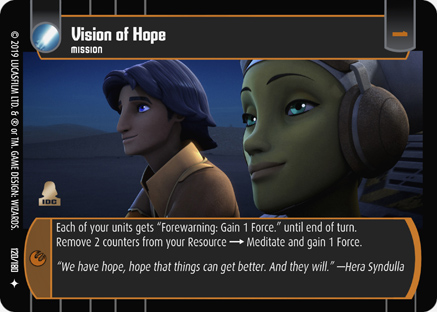 Vision of Hope
MISSION
© 2019 LUCASFILM LTD. & ® or TM. GAME DESIGN: WIZARDS.
IDC
120/180
Each of your units gets "Forewarning: Gain 1 Force." until end of turn.
Remove 2 counters from your Resource → Meditate and gain 1 Force.
"We have hope, hope that things can get better. And they will." —Hera Syndulla